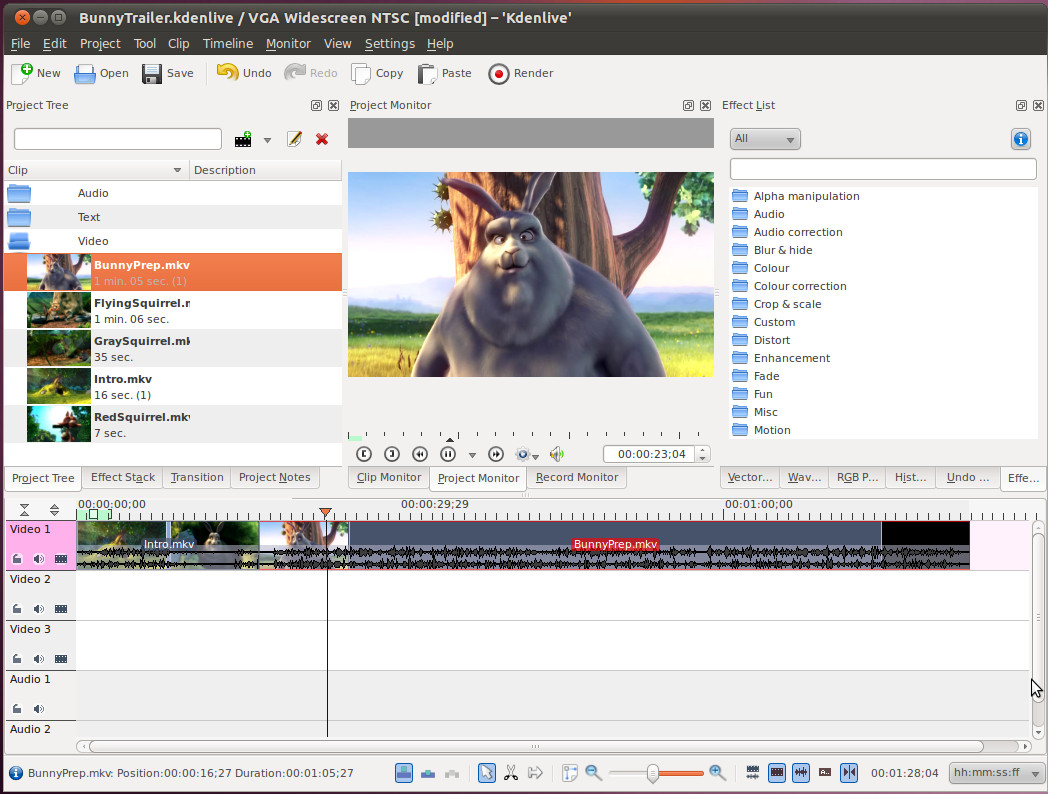 BunnyTrailer.kdenlive / VGA Widescreen NTSC [modified] – 'Kdenlive'
File Edit Project Tool Clip Timeline Monitor View Settings Help
New Open Save Undo Redo Copy Paste Render
Project Tree
Project Monitor
Effect List
All
Clip Description
Audio
Text
Video
BunnyPrep.mkv
1 min. 05 sec. (1)
FlyingSquirrel.r
1 min. 06 sec.
GraySquirrel.mk
35 sec.
Intro.mkv
16 sec. (1)
RedSquirrel.mkv
7 sec.
Alpha manipulation
Audio
Audio correction
Blur & hide
Colour
Colour correction
Crop & scale
Custom
Distort
Enhancement
Fade
Fun
Misc
Motion
00:00:23;04
Project Tree Effect Stack Transition Project Notes
Clip Monitor Project Monitor Record Monitor
Vector... Wav... RGB P... Hist... Undo ... Effe...
00:00:00;00 00:00:29;29 00:01:00;00
Video 1
Intro.mkv
BunnyPrep.mkv
Video 2
Video 3
Audio 1
Audio 2
BunnyPrep.mkv: Position:00:00:16;27 Duration:00:01:05;27
A..
00:01:28;04
hh:mm:ss:ff